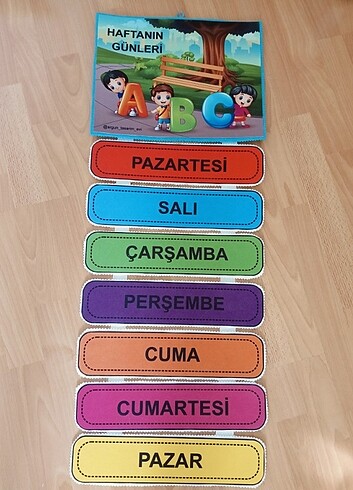 HAFTANIN
GÜNLERİ
A B C
PAZARTESİ
SALI
ÇARŞAMBA
PERŞEMBE
CUMA
CUMARTESİ
PAZAR